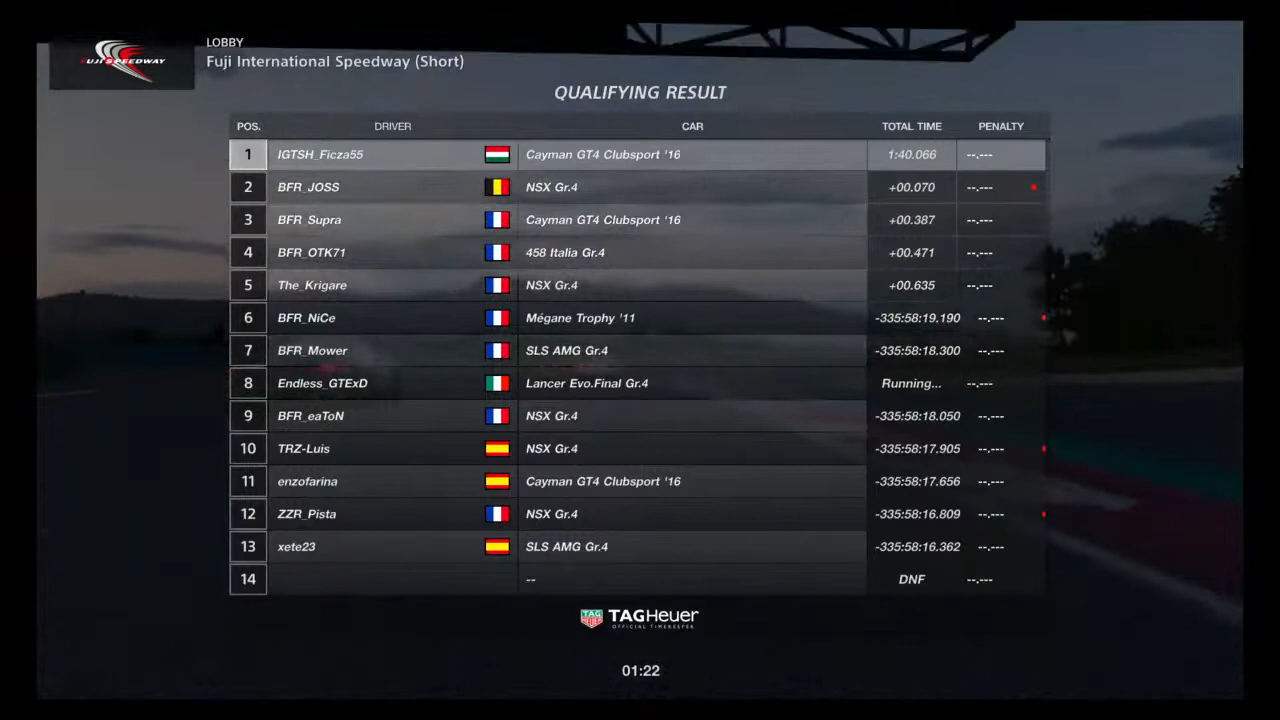 LOBBY
FUJI SPEEDWAY
Fuji International Speedway (Short)
QUALIFYING RESULT
POS. DRIVER CAR TOTAL TIME PENALTY
1 IGTSH_Ficza55 Cayman GT4 Clubsport '16 1:40.066 --.---
2 BFR_JOSS NSX Gr.4 +00.070 --.---
3 BFR_Supra Cayman GT4 Clubsport '16 +00.387 --.---
4 BFR_OTK71 458 Italia Gr.4 +00.471 --.---
5 The_Krigare NSX Gr.4 +00.635 --.---
6 BFR_NiCe Mégane Trophy '11 -335:58:19.190 --.---
7 BFR_Mower SLS AMG Gr.4 -335:58:18.300 --.---
8 Endless_GTExD Lancer Evo.Final Gr.4 Running... --.---
9 BFR_eaToN NSX Gr.4 -335:58:18.050 --.---
10 TRZ-Luis NSX Gr.4 -335:58:17.905 --.---
11 enzofarina Cayman GT4 Clubsport '16 -335:58:17.656 --.---
12 ZZR_Pista NSX Gr.4 -335:58:16.809 --.---
13 xete23 SLS AMG Gr.4 -335:58:16.362 --.---
14 -- DNF --.---
TAG HEUER TAGHeuer
OFFICIAL TIMEKEEPER
01:22